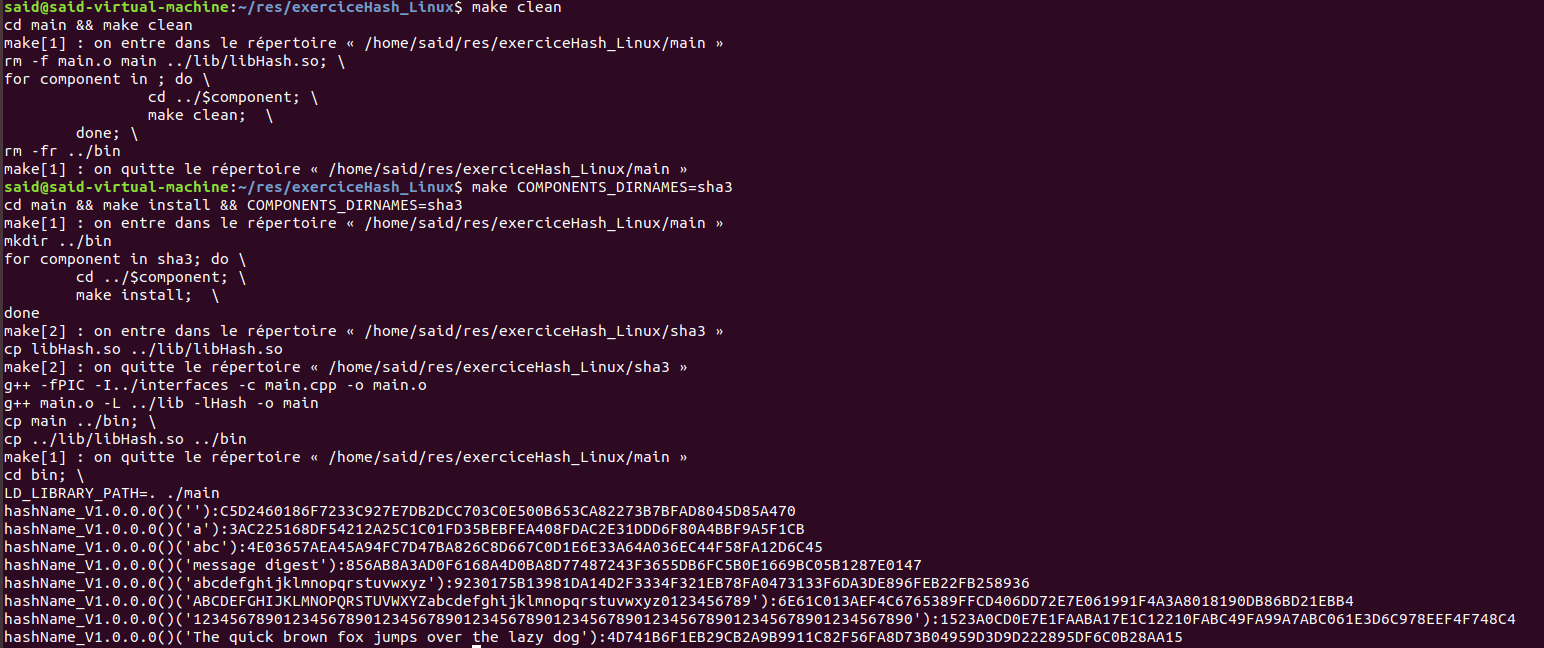 said@said-virtual-machine:~/res/exerciceHash_Linux$ make clean
cd main && make clean
make[1] : on entre dans le répertoire « /home/said/res/exerciceHash_Linux/main »
rm -f main.o main ../lib/libHash.so; \
for component in ; do \
cd ../$component; \
make clean; \
done; \
rm -fr ../bin
make[1] : on quitte le répertoire « /home/said/res/exerciceHash_Linux/main »
said@said-virtual-machine:~/res/exerciceHash_Linux$ make COMPONENTS_DIRNAMES=sha3
cd main && make install && COMPONENTS_DIRNAMES=sha3
make[1] : on entre dans le répertoire « /home/said/res/exerciceHash_Linux/main »
mkdir ../bin
for component in sha3; do \
cd ../$component; \
make install; \
done
make[2] : on entre dans le répertoire « /home/said/res/exerciceHash_Linux/sha3 »
cp libHash.so ../lib/libHash.so
make[2] : on quitte le répertoire « /home/said/res/exerciceHash_Linux/sha3 »
g++ -fPIC -I../interfaces -c main.cpp -o main.o
g++ main.o -L ../lib -lHash -o main
cp main ../bin; \
cp ../lib/libHash.so ../bin
make[1] : on quitte le répertoire « /home/said/res/exerciceHash_Linux/main »
cd bin; \
LD_LIBRARY_PATH=. ./main
hashName_V1.0.0.0()(''):C5D2460186F7233C927E7DB2DCC703C0E500B653CA82273B7BFAD8045D85A470
hashName_V1.0.0.0()('a'):3AC225168DF54212A25C1C01FD35BEBFEA408FDAC2E31DDD6F80A4BBF9A5F1CB
hashName_V1.0.0.0()('abc'):4E03657AEA45A94FC7D47BA826C8D667C0D1E6E33A64A036EC44F58FA12D6C45
hashName_V1.0.0.0()('message digest'):856AB8A3AD0F6168A4D0BA8D77487243F3655DB6FC5B0E1669BC05B1287E0147
hashName_V1.0.0.0()('abcdefghijklmnopqrstuvwxyz'):9230175B13981DA14D2F3334F321EB78FA0473133F6DA3DE896FEB22FB258936
hashName_V1.0.0.0()('ABCDEFGHIJKLMNOPQRSTUVWXYZabcdefghijklmnopqrstuvwxyz0123456789'):6E61C013AEF4C6765389FFCD406DD72E7E061991F4A3A8018190DB86BD21EBB4
hashName_V1.0.0.0()('12345678901234567890123456789012345678901234567890123456789012345678901234567890'):1523A0CD0E7E1FAABA17E1C12210FABC49FA99A7ABC061E3D6C978EEF4F748C4
hashName_V1.0.0.0()('The quick brown fox jumps over the lazy dog'):4D741B6F1EB29CB2A9B9911C82F56FA8D73B04959D3D9D222895DF6C0B28AA15